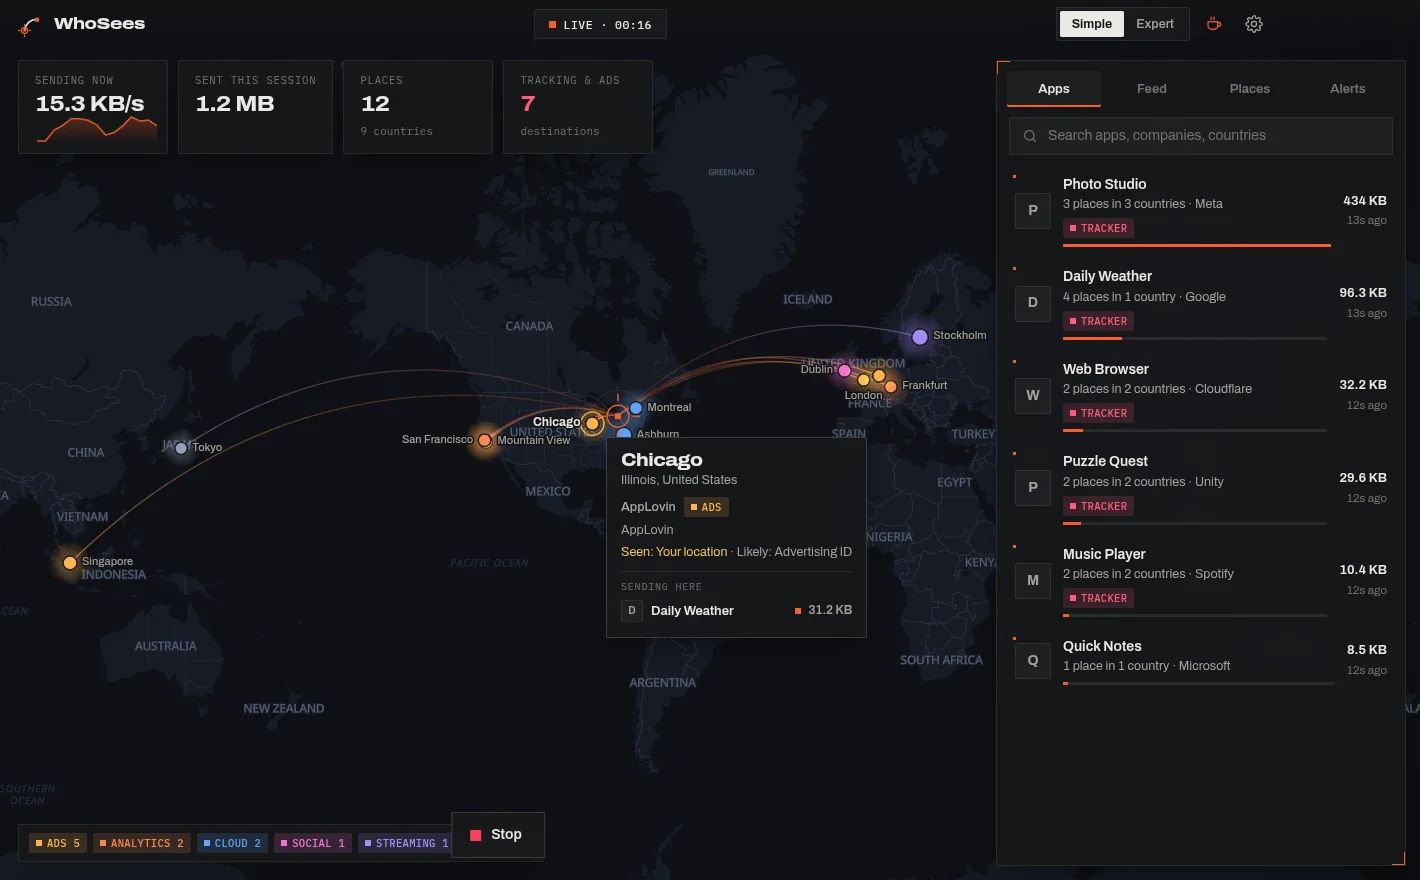 WhoSees
LIVE · 00:16
Simple
Expert
SENDING NOW
15.3 KB/s
SENT THIS SESSION
1.2 MB
PLACES
12
9 countries
TRACKING & ADS
7
destinations
Apps
Feed
Places
Alerts
Search apps, companies, countries
P
Photo Studio
3 places in 3 countries · Meta
TRACKER
434 KB
13s ago
D
Daily Weather
4 places in 1 country · Google
TRACKER
96.3 KB
13s ago
W
Web Browser
2 places in 2 countries · Cloudflare
TRACKER
32.2 KB
12s ago
P
Puzzle Quest
2 places in 2 countries · Unity
TRACKER
29.6 KB
12s ago
M
Music Player
2 places in 2 countries · Spotify
TRACKER
10.4 KB
12s ago
Q
Quick Notes
1 place in 1 country · Microsoft
8.5 KB
12s ago
GREENLAND
RUSSIA
ICELAND
CANADA
Stockholm
UNITED KINGDOM
Dublin
Frankfurt
London
FRANCE
Montreal
Chicago
UNITED STATES
San Francisco
Mountain View
Ashburn
SPAIN
TURKEY
Tokyo
CHINA
MEXICO
EGYPT
VIETNAM
NIGERIA
KENY
Singapore
INDONESIA
PACIFIC OCEAN
CEAN
AUSTRALIA
SOUTH AFRICA
ARGENTINA
NEW ZEALAND
SOUTHERN
OCEAN
Chicago
Illinois, United States
AppLovin
ADS
AppLovin
Seen: Your location · Likely: Advertising ID
SENDING HERE
D
Daily Weather
31.2 KB
ADS 5
ANALYTICS 2
CLOUD 2
SOCIAL 1
STREAMING 1
Stop